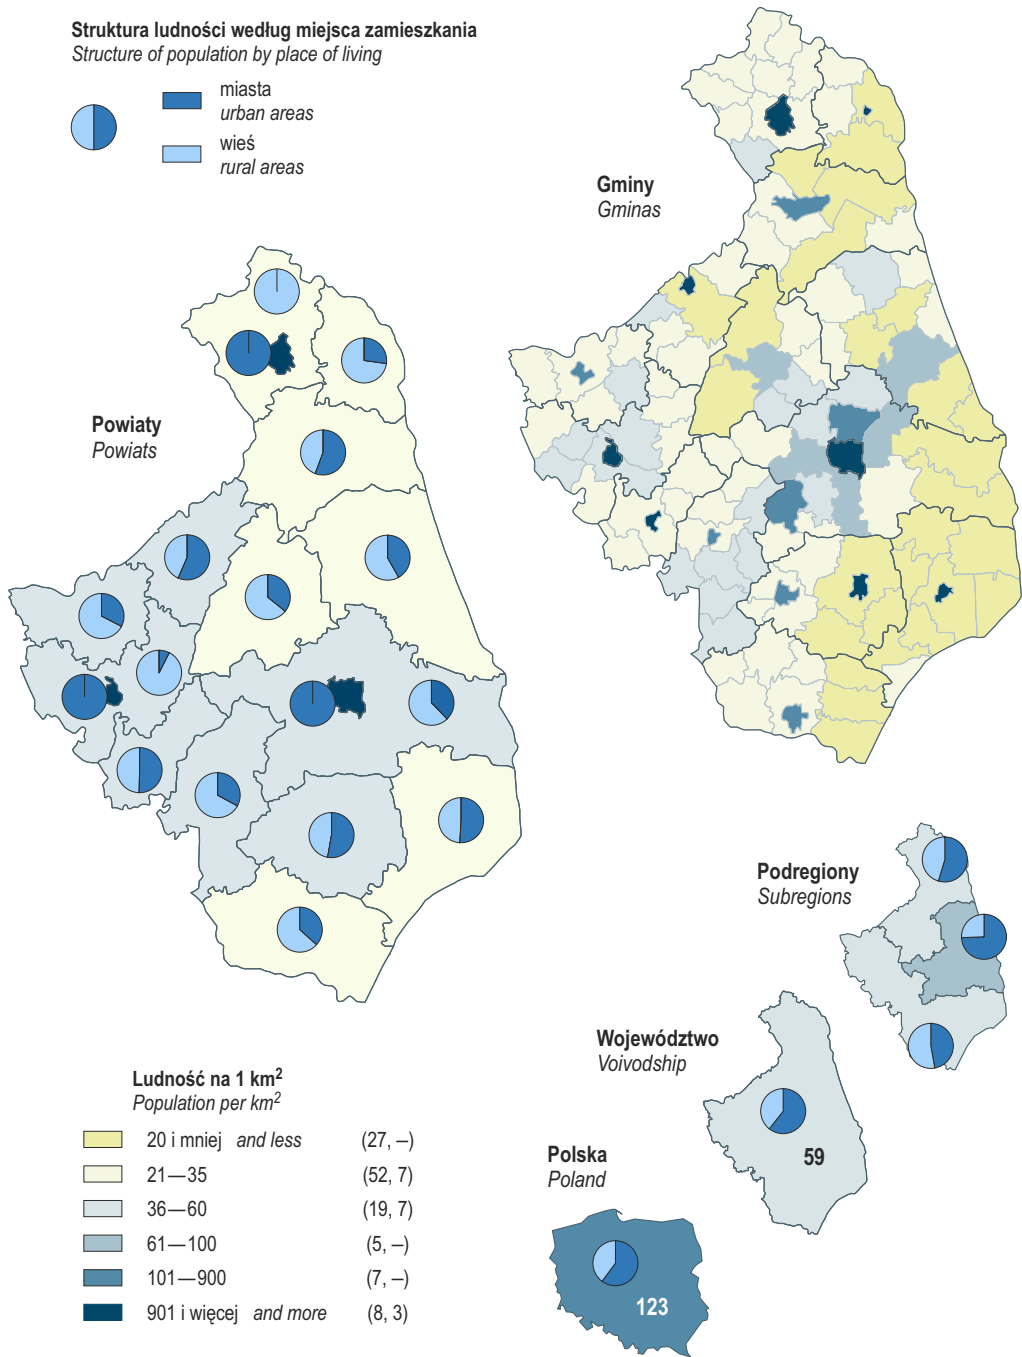 Struktura ludności według miejsca zamieszkania
Structure of population by place of living
miasta
urban areas
wieś
rural areas
Gminy
Gminas
Powiaty
Powiats
Podregiony
Subregions
Województwo
Voivodship
59
Polska
Poland
123
Ludność na 1 km²
Population per km²
20 i mniej and less (27, –)
21—35 (52, 7)
36—60 (19, 7)
61—100 (5, –)
101—900 (7, –)
901 i więcej and more (8, 3)